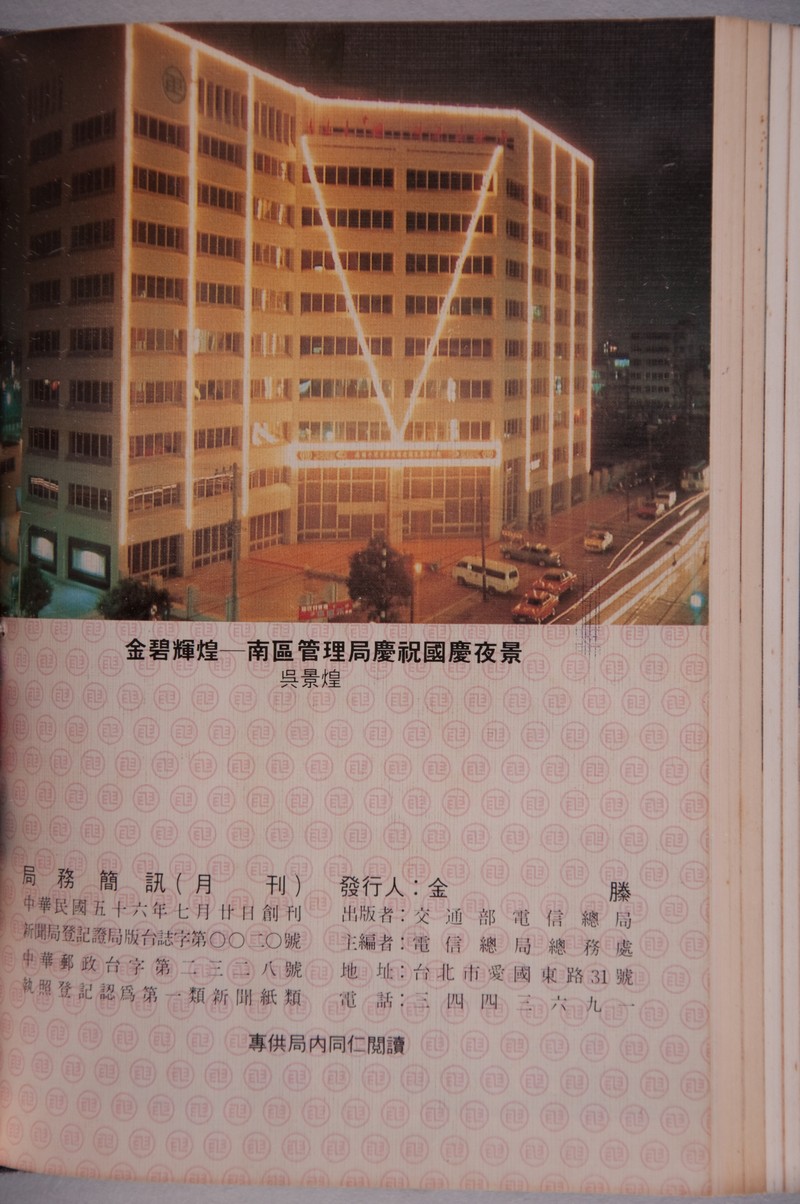 金碧輝煌—南區管理局慶祝國慶夜景
吳景煌
局務簡訊(月刊)
中華民國五十六年七月廿日創刊
新聞局登記證局版台誌字第〇〇二〇號
中華郵政台字第二三二八號
執照登記認為第一類新聞紙類
發行人：金滕
出版者：交通部電信總局
主編者：電信總局總務處
地址：台北市愛國東路31號
電話：三四四三六九一
專供局內同仁閱讀